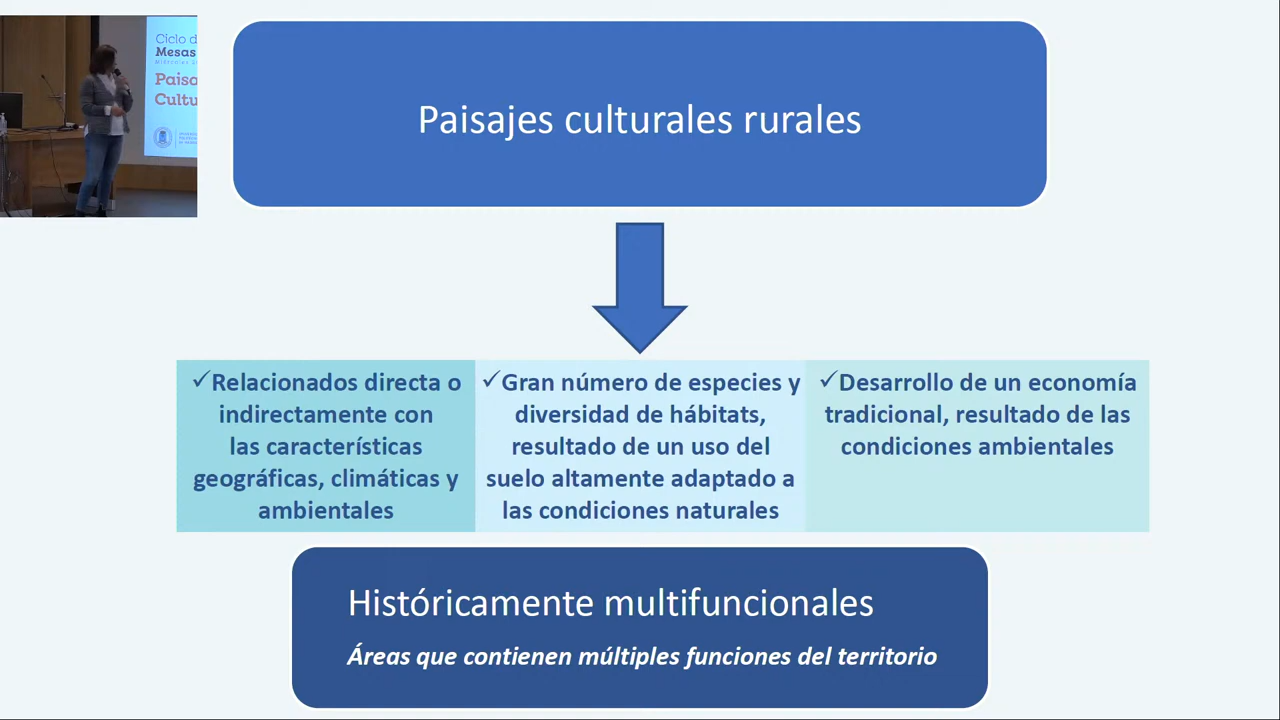 Ciclo d
Mesas
Paisa
Cultu
Paisajes culturales rurales
✓Relacionados directa o
indirectamente con
las características
geográficas, climáticas y
ambientales
✓Gran número de especies y
diversidad de hábitats,
resultado de un uso del
suelo altamente adaptado a
las condiciones naturales
✓Desarrollo de un economía
tradicional, resultado de las
condiciones ambientales
Históricamente multifuncionales
Áreas que contienen múltiples funciones del territorio